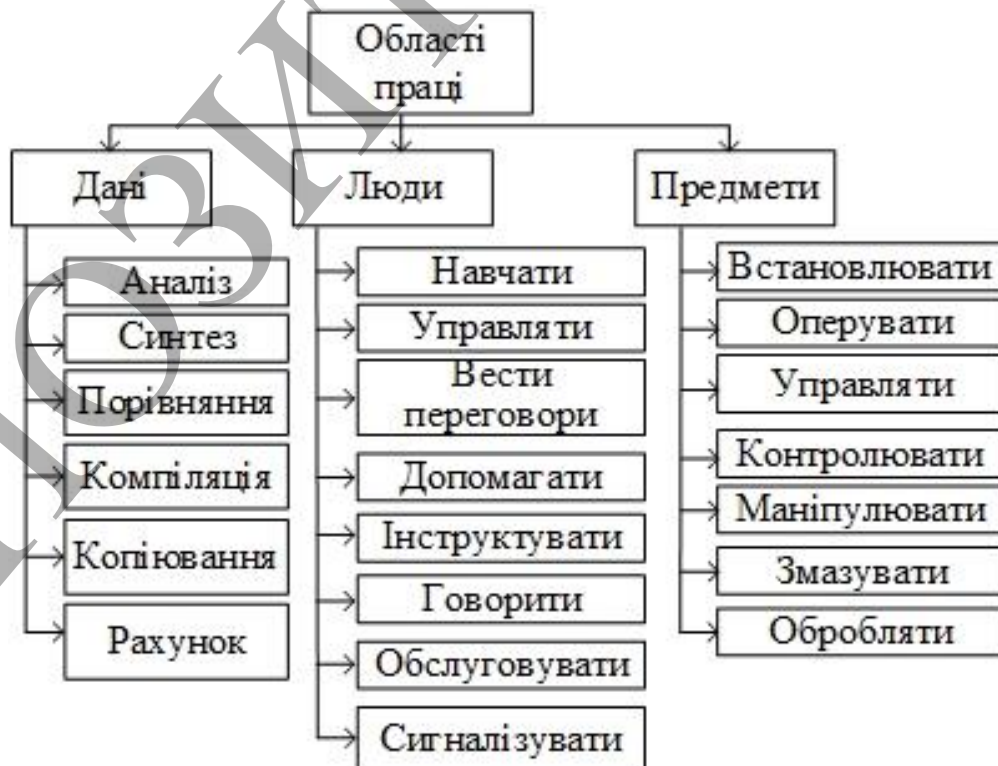 Області
праці
Дані
Люди
Предмети
Аналіз
Синтез
Порівняння
Компіляція
Копіювання
Рахунок
Навчати
Управляти
Вести
переговори
Допомагати
Інструктувати
Говорити
Обслуговувати
Сигналізувати
Встановлювати
Оперувати
Управляти
Контролювати
Маніпулювати
Змазувати
Обробляти